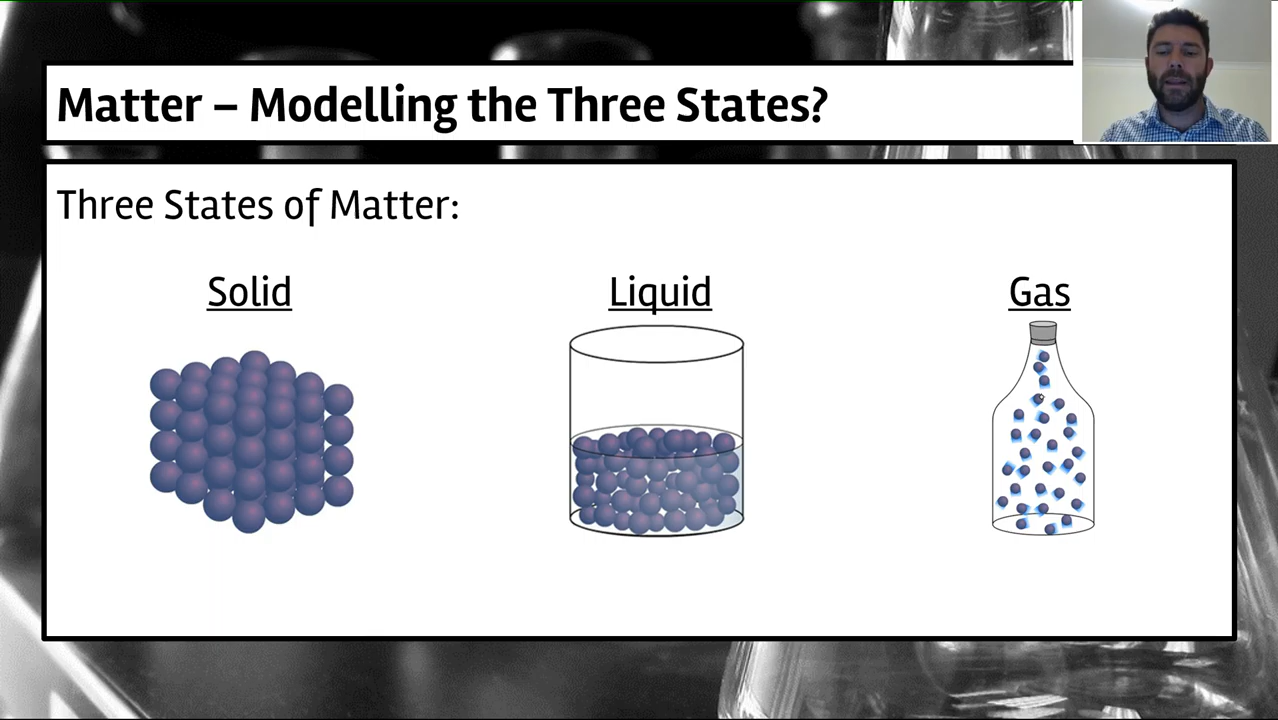 Matter – Modelling the Three States?
Three States of Matter:
Solid
Liquid
Gas